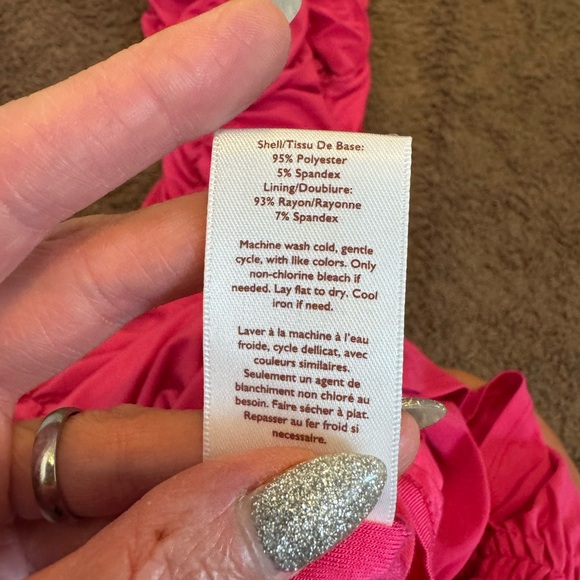 Shell/Tissu De Base:
95% Polyester
5% Spandex
Lining/Doublure:
93% Rayon/Rayonne
7% Spandex
Machine wash cold, gentle
cycle, with like colors. Only
non-chlorine bleach if
needed. Lay flat to dry. Cool
iron if need.
Laver à la machine à l'eau
froide, cycle dellicat, avec
couleurs similaires.
Seulement un agent de
blanchiment non chloré au
besoin. Faire sécher à plat.
Repasser au fer froid si
necessaire.